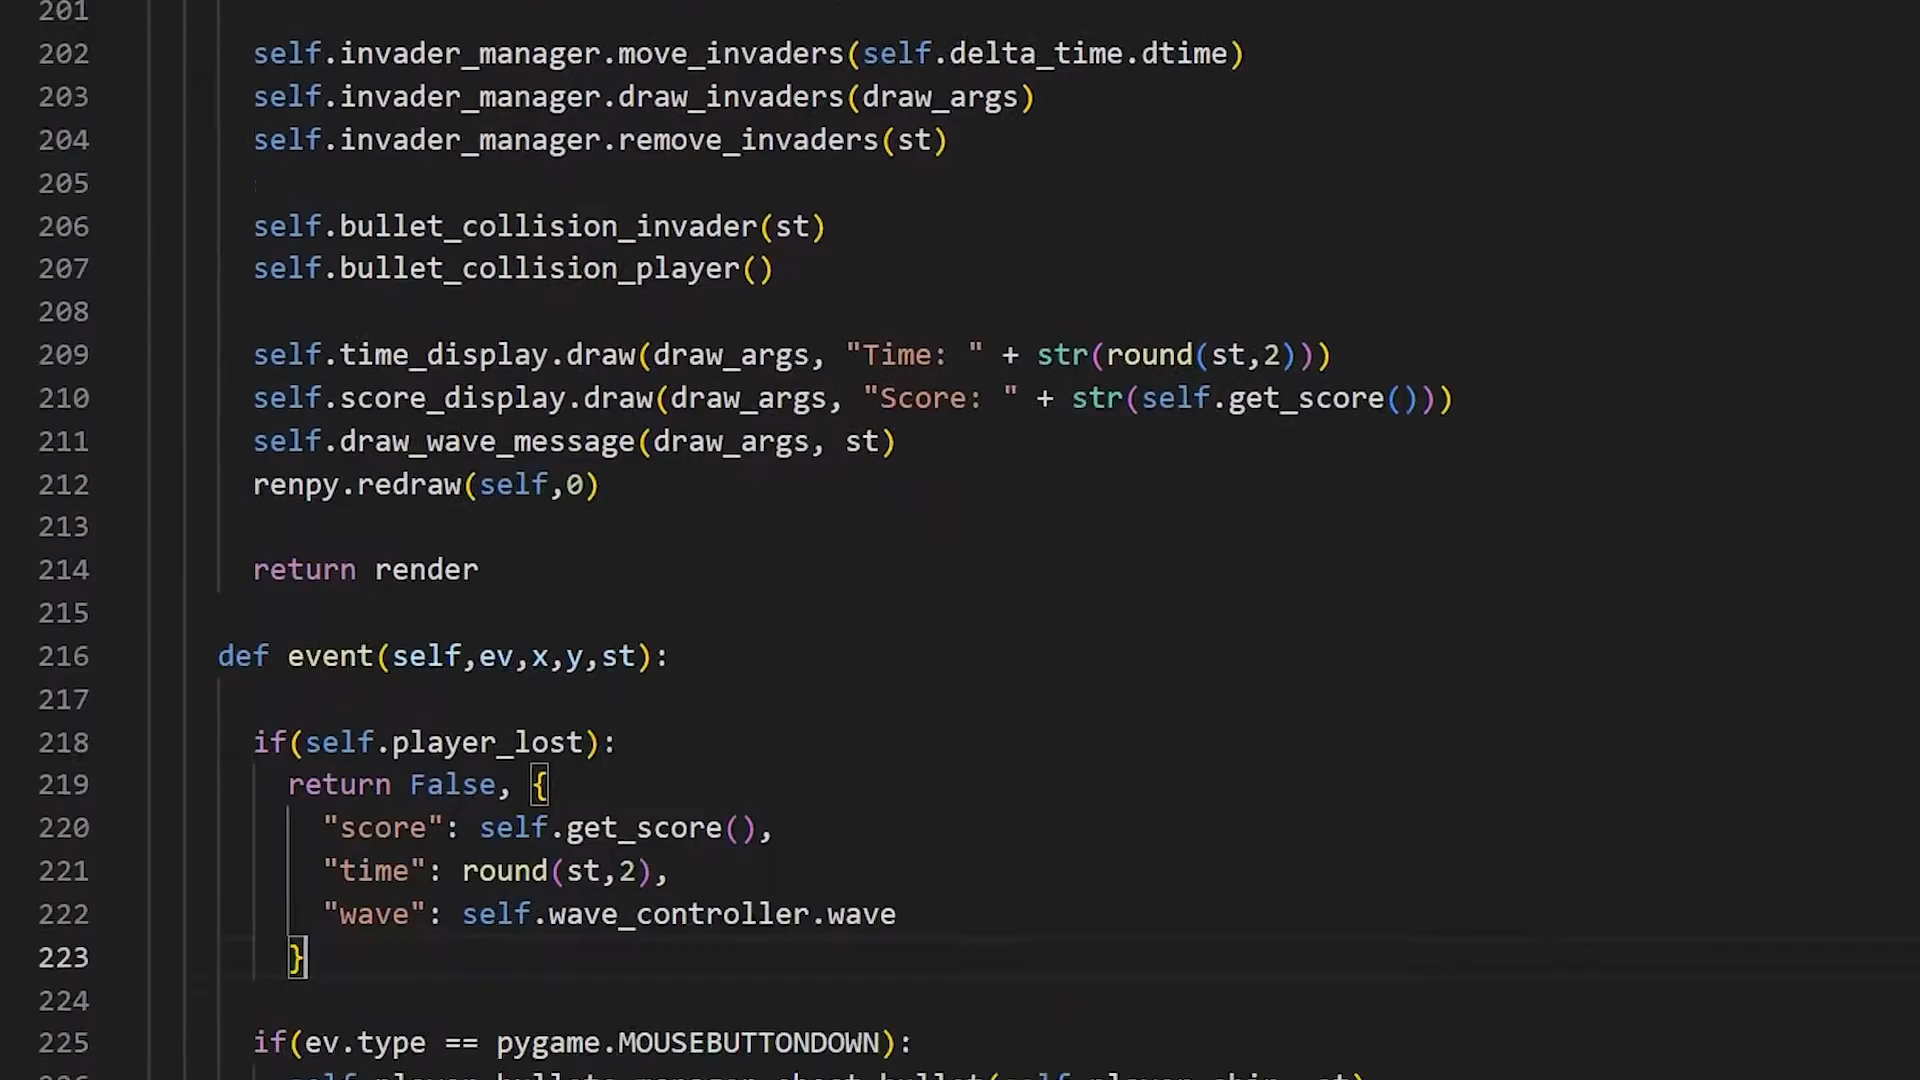 201
202 self.invader_manager.move_invaders(self.delta_time.dtime)
203 self.invader_manager.draw_invaders(draw_args)
204 self.invader_manager.remove_invaders(st)
205
206 self.bullet_collision_invader(st)
207 self.bullet_collision_player()
208
209 self.time_display.draw(draw_args, "Time: " + str(round(st,2)))
210 self.score_display.draw(draw_args, "Score: " + str(self.get_score()))
211 self.draw_wave_message(draw_args, st)
212 renpy.redraw(self,0)
213
214 return render
215
216 def event(self,ev,x,y,st):
217
218 if(self.player_lost):
219 return False, {
220 "score": self.get_score(),
221 "time": round(st,2),
222 "wave": self.wave_controller.wave
223 }
224
225 if(ev.type == pygame.MOUSEBUTTONDOWN):